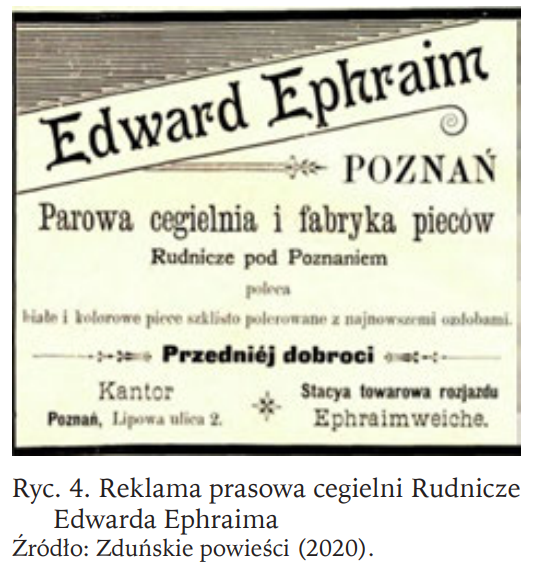 Edward Ephraim
POZNAŃ
Parowa cegielnia i fabryka pieców
Rudnicze pod Poznaniem
poleca
białe i kolorowe piece szklisto polerowane z najnowszemi ozdobami.
Przedniéj dobroci
Kantor
Poznań, Lipowa ulica 2.
Stacya towarowa rozjazdu
Ephraimweiche.
Ryc. 4. Reklama prasowa cegielni Rudnicze
Edwarda Ephraima
Źródło: Zduńskie powieści (2020).